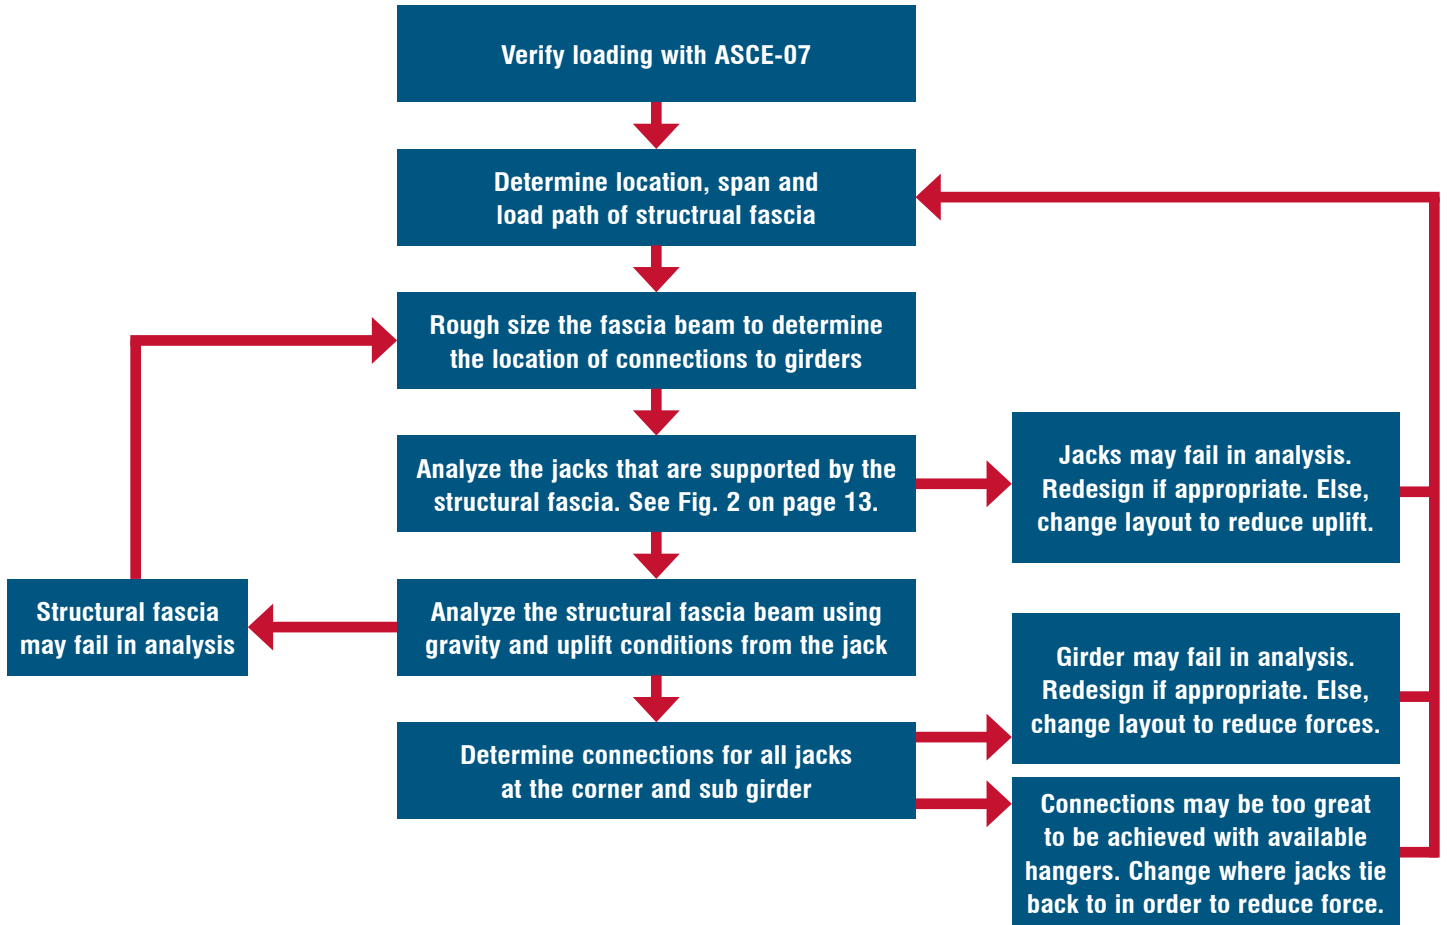 Verify loading with ASCE-07
Determine location, span and
load path of structrual fascia
Rough size the fascia beam to determine
the location of connections to girders
Analyze the jacks that are supported by the
structural fascia. See Fig. 2 on page 13.
Jacks may fail in analysis.
Redesign if appropriate. Else,
change layout to reduce uplift.
Structural fascia
may fail in analysis
Analyze the structural fascia beam using
gravity and uplift conditions from the jack
Girder may fail in analysis.
Redesign if appropriate. Else,
change layout to reduce forces.
Determine connections for all jacks
at the corner and sub girder
Connections may be too great
to be achieved with available
hangers. Change where jacks tie
back to in order to reduce force.